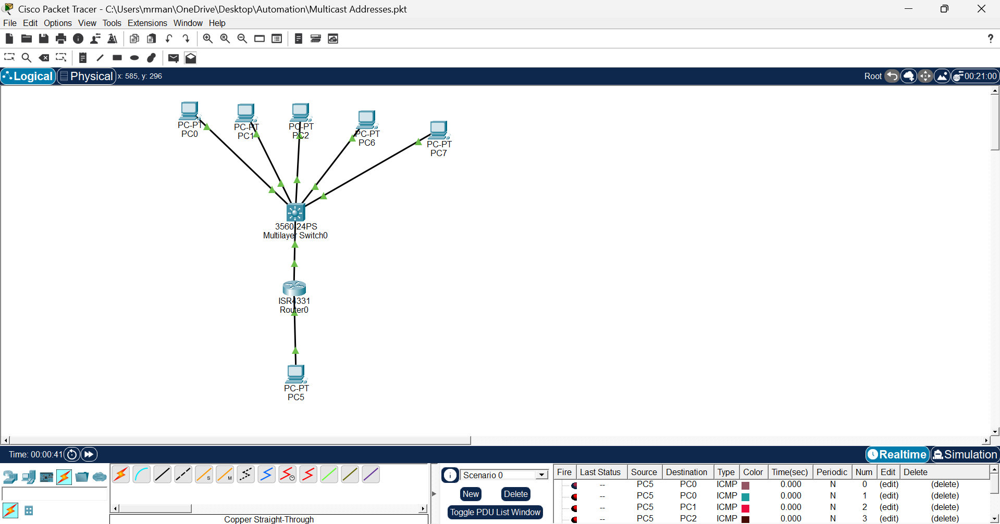 Cisco Packet Tracer - C:\Users\mrman\OneDrive\Desktop\Automation\Multicast Addresses.pkt
File Edit Options View Tools Extensions Window Help
?
Logical Physical x: 585, y: 296 Root 00:21:00
PC-PT
PC0
PC-PT
PC1
PC-PT
PC2
PC-PT
PC6
PC-PT
PC7
3560-24PS
Multilayer Switch0
ISR4331
Router0
PC-PT
PC5
Time: 00:00:41 Realtime Simulation
S M
Copper Straight-Through
Scenario 0
New Delete
Toggle PDU List Window
Fire Last Status Source Destination Type Color Time(sec) Periodic Num Edit Delete
-- PC5 PC0 ICMP 0.000 N 0 (edit) (delete)
-- PC5 PC0 ICMP 0.000 N 1 (edit) (delete)
-- PC5 PC1 ICMP 0.000 N 2 (edit) (delete)
-- PC5 PC2 ICMP 0.000 N 3 (edit) (delete)